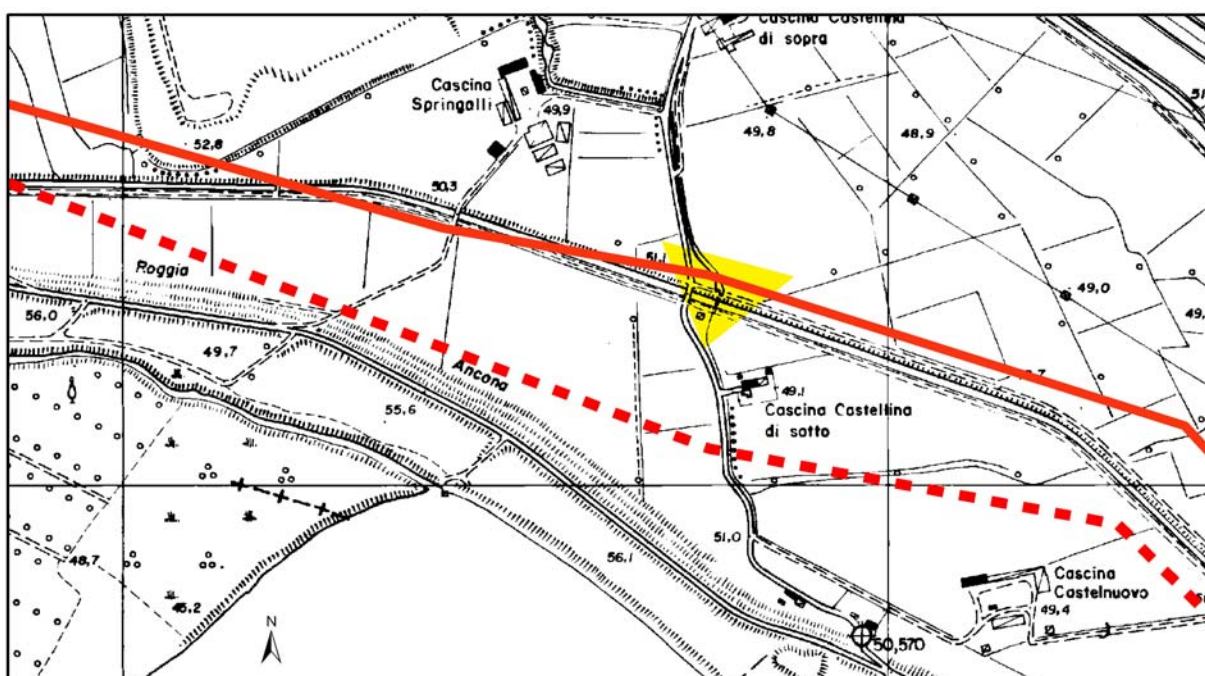 Cascina Castellina
di sopra
Cascina
Springalli
49,9
49,8
48,9
52,8
50,3
51,1
49,0
49,
Roggia
56,0
49,7
Ancona
49,1
Cascina Castellina
di sotto
55,6
51,0
56,1
48,7
45,2
Cascina
Castelnuovo
49,4
N
50,570